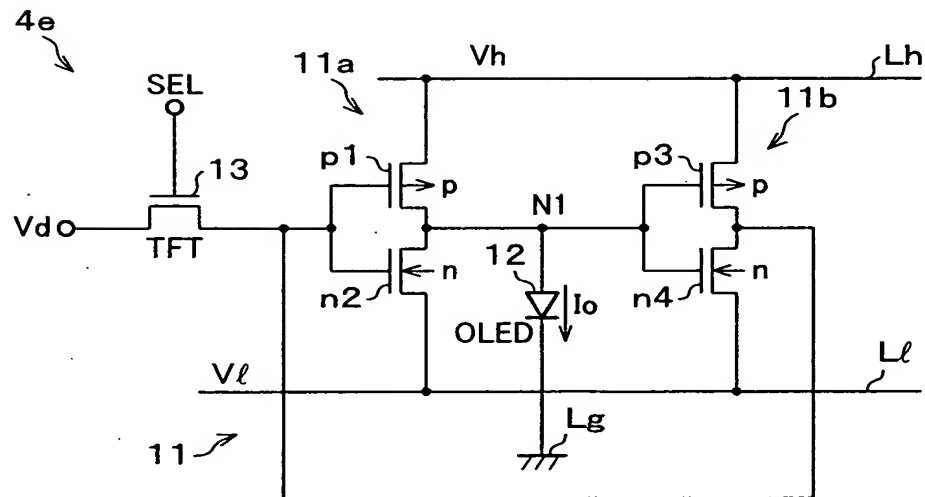 4e
SEL
13
Vd
TFT
11a
Vh
Lh
11b
p1
p
p3
p
N1
n2
n
12
OLED
Io
n4
n
Vℓ
Lℓ
11
Lg